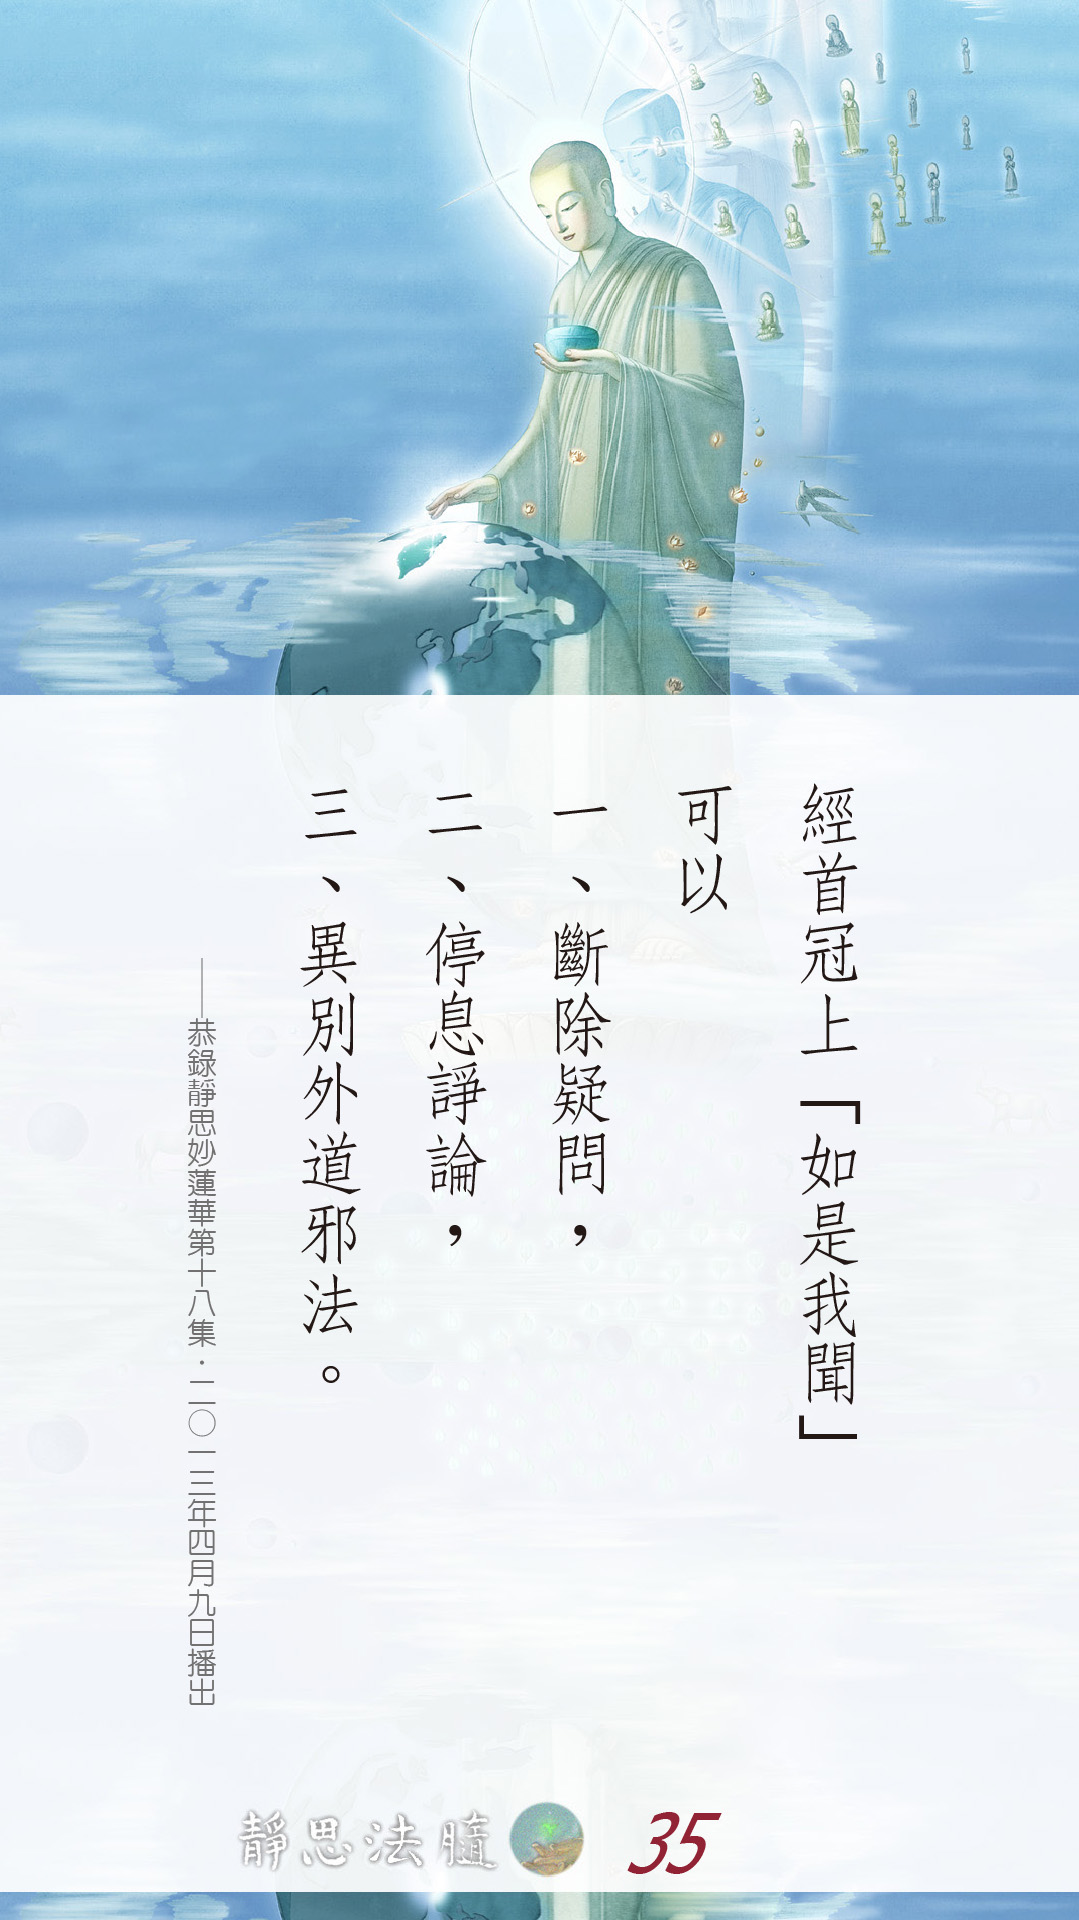 經首冠上「如是我聞」
可以
一、斷除疑問，
二、停息諍論，
三、異別外道邪法。
——恭錄靜思妙蓮華第十八集．二〇一三年四月九日播出
靜思法髓
35